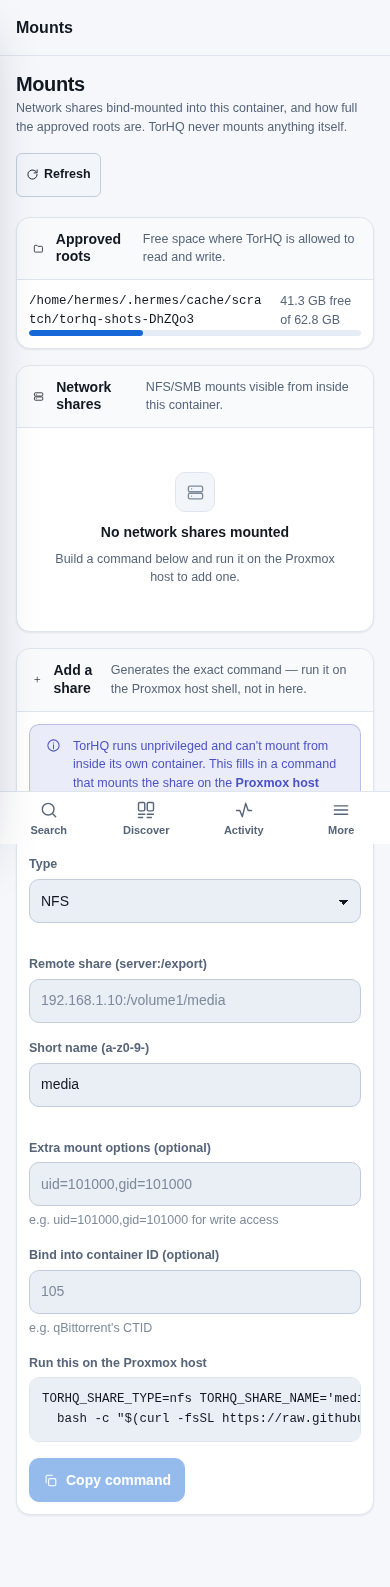 Mounts
Mounts
Network shares bind-mounted into this container, and how full
the approved roots are. TorHQ never mounts anything itself.
Refresh
Approved
roots
Free space where TorHQ is allowed to
read and write.
/home/hermes/.hermes/cache/scra
tch/torhq-shots-DhZQo3
41.3 GB free
of 62.8 GB
Network
shares
NFS/SMB mounts visible from inside
this container.
No network shares mounted
Build a command below and run it on the Proxmox
host to add one.
Add a
share
Generates the exact command — run it on
the Proxmox host shell, not in here.
TorHQ runs unprivileged and can't mount from
inside its own container. This fills in a command
that mounts the share on the Proxmox host
Search
Discover
Activity
More
Type
NFS
Remote share (server:/export)
192.168.1.10:/volume1/media
Short name (a-z0-9-)
media
Extra mount options (optional)
uid=101000,gid=101000
e.g. uid=101000,gid=101000 for write access
Bind into container ID (optional)
105
e.g. qBittorrent's CTID
Run this on the Proxmox host
TORHQ_SHARE_TYPE=nfs TORHQ_SHARE_NAME='medi
bash -c "$(curl -fsSL https://raw.githubu
Copy command